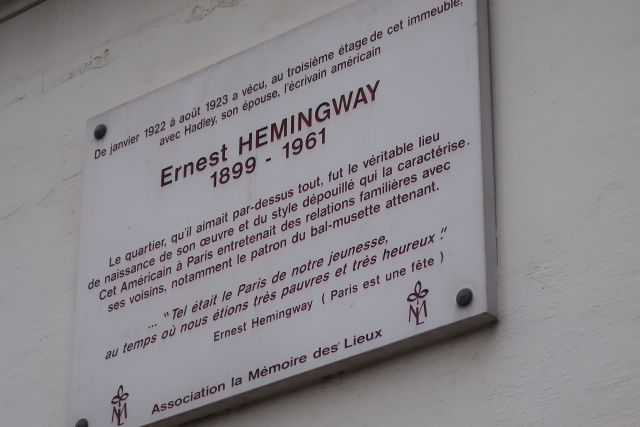 De janvier 1922 à août 1923 a vécu, au troisième étage de cet immeuble,
avec Hadley, son épouse, l'écrivain américain
Ernest HEMINGWAY
1899 - 1961
Le quartier, qu'il aimait par-dessus tout, fut le véritable lieu
de naissance de son œuvre et du style dépouillé qui la caractérise.
Cet Américain à Paris entretenait des relations familières avec
ses voisins, notamment le patron du bal-musette attenant.
... "Tel était le Paris de notre jeunesse,
au temps où nous étions très pauvres et très heureux".
Ernest Hemingway ( Paris est une fête )
ML
ML
Association la Mémoire des Lieux